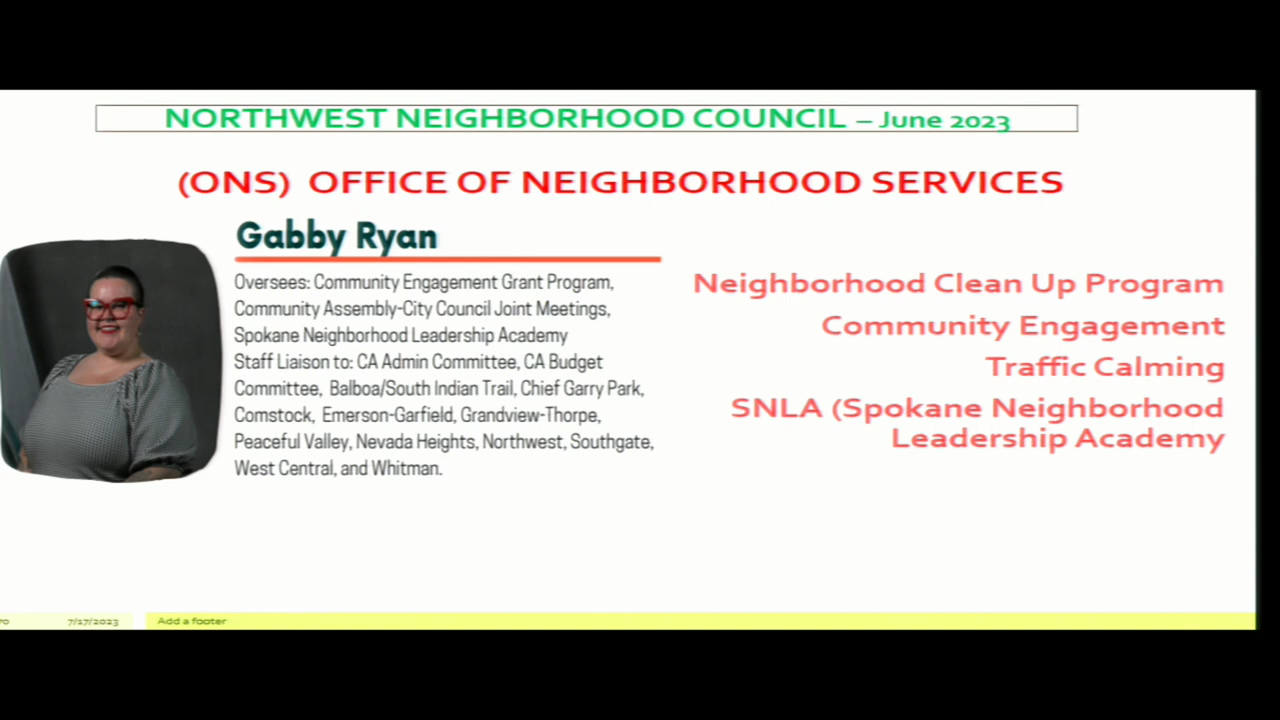 NORTHWEST NEIGHBORHOOD COUNCIL – June 2023
(ONS) OFFICE OF NEIGHBORHOOD SERVICES
Gabby Ryan
Oversees: Community Engagement Grant Program,
Community Assembly-City Council Joint Meetings,
Spokane Neighborhood Leadership Academy
Staff Liaison to: CA Admin Committee, CA Budget
Committee, Balboa/South Indian Trail, Chief Garry Park,
Comstock, Emerson-Garfield, Grandview-Thorpe,
Peaceful Valley, Nevada Heights, Northwest, Southgate,
West Central, and Whitman.
Neighborhood Clean Up Program
Community Engagement
Traffic Calming
SNLA (Spokane Neighborhood
Leadership Academy
7/17/2023
Add a footer